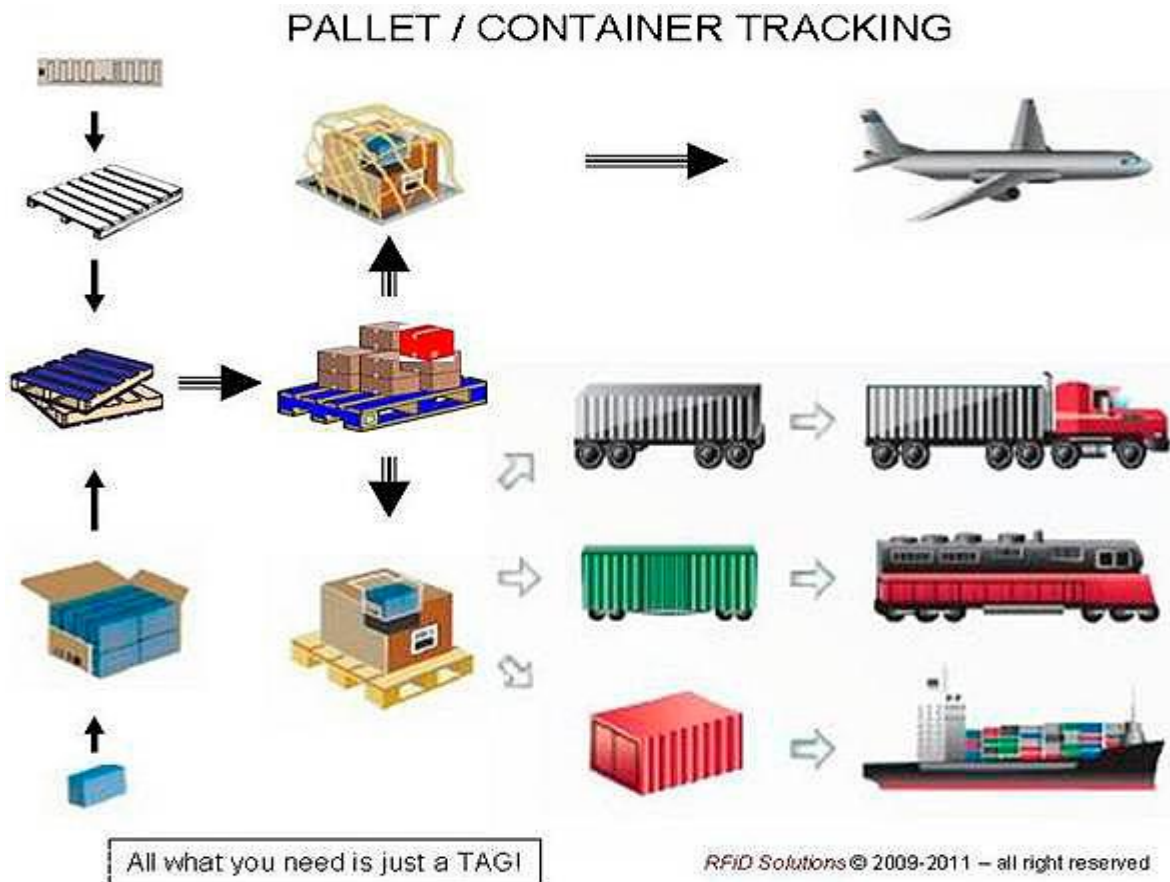 PALLET / CONTAINER TRACKING
All what you need is just a TAG!
RFiD Solutions © 2009-2011 – all right reserved